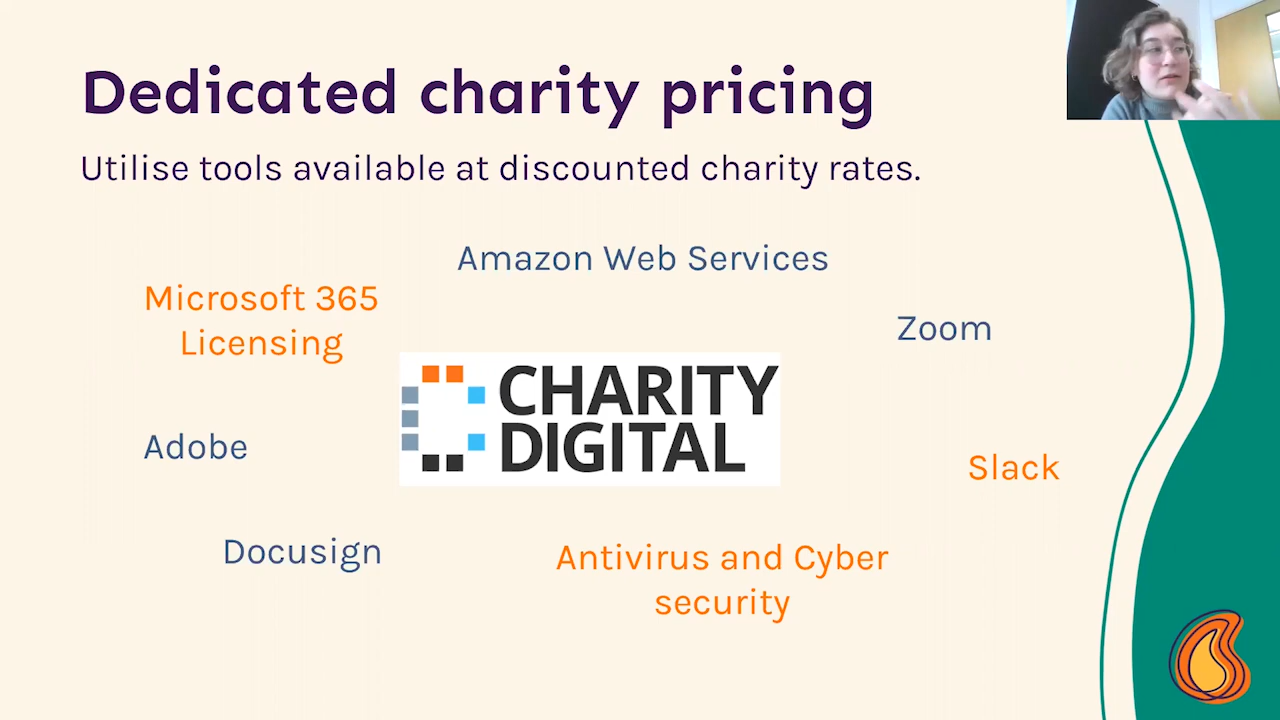 Dedicated charity pricing
Utilise tools available at discounted charity rates.
Amazon Web Services
Microsoft 365
Licensing
Zoom
CHARITY
DIGITAL
Adobe
Slack
Docusign
Antivirus and Cyber
security